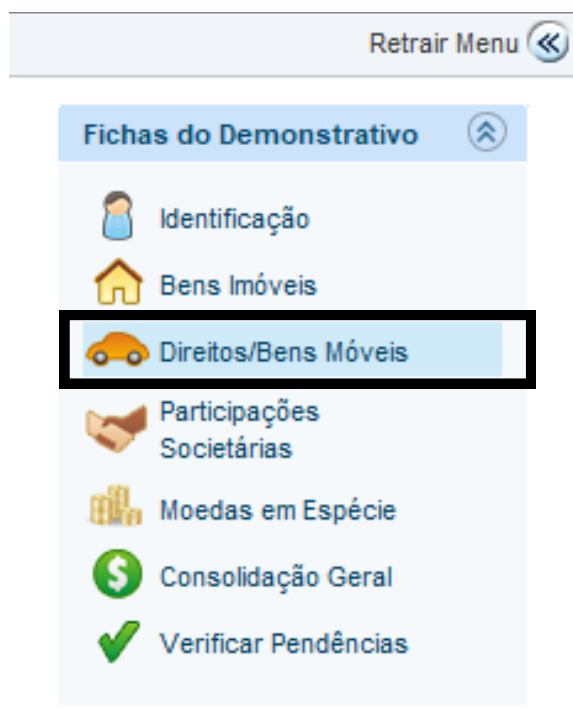 Retrair Menu
Fichas do Demonstrativo
Identificação
Bens Imóveis
Direitos/Bens Móveis
Participações
Societárias
Moedas em Espécie
Consolidação Geral
Verificar Pendências